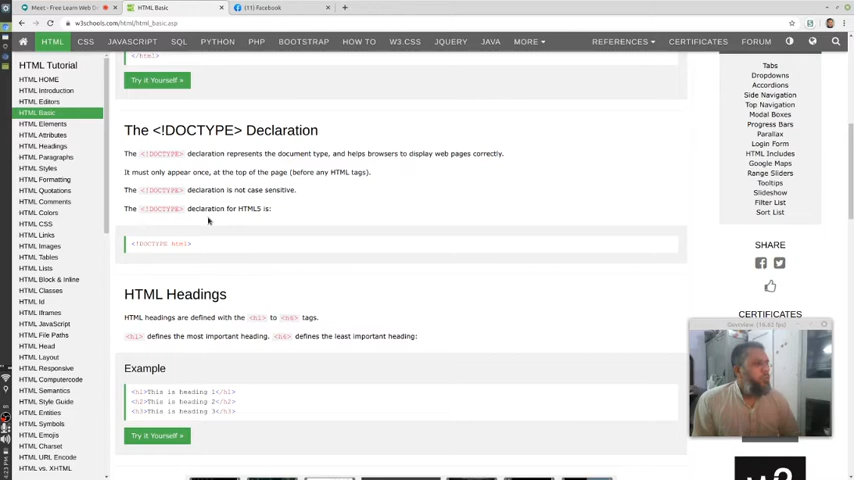 Meet - Free Learn Web D
HTML Basic
(11) Facebook
w3schools.com/html/html_basic.asp
HTML CSS JAVASCRIPT SQL PYTHON PHP BOOTSTRAP HOW TO W3.CSS JQUERY JAVA MORE REFERENCES CERTIFICATES FORUM
HTML Tutorial
HTML HOME
HTML Introduction
HTML Editors
HTML Basic
HTML Elements
HTML Attributes
HTML Headings
HTML Paragraphs
HTML Styles
HTML Formatting
HTML Quotations
HTML Comments
HTML Colors
HTML CSS
HTML Links
HTML Images
HTML Tables
HTML Lists
HTML Block & Inline
HTML Classes
HTML Id
HTML Iframes
HTML JavaScript
HTML File Paths
HTML Head
HTML Layout
HTML Responsive
HTML Computercode
HTML Semantics
HTML Style Guide
HTML Entities
HTML Symbols
HTML Emojis
HTML Charset
HTML URL Encode
HTML vs. XHTML
</html>
Try it Yourself »
The <!DOCTYPE> Declaration
The <!DOCTYPE> declaration represents the document type, and helps browsers to display web pages correctly.
It must only appear once, at the top of the page (before any HTML tags).
The <!DOCTYPE> declaration is not case sensitive.
The <!DOCTYPE> declaration for HTML5 is:
<!DOCTYPE html>
HTML Headings
HTML headings are defined with the <h1> to <h6> tags.
<h1> defines the most important heading. <h6> defines the least important heading:
Example
<h1>This is heading 1</h1>
<h2>This is heading 2</h2>
<h3>This is heading 3</h3>
Try it Yourself »
Tabs
Dropdowns
Accordions
Side Navigation
Top Navigation
Modal Boxes
Progress Bars
Parallax
Login Form
HTML Includes
Google Maps
Range Sliders
Tooltips
Slideshow
Filter List
Sort List
SHARE
CERTIFICATES
4:23 PM